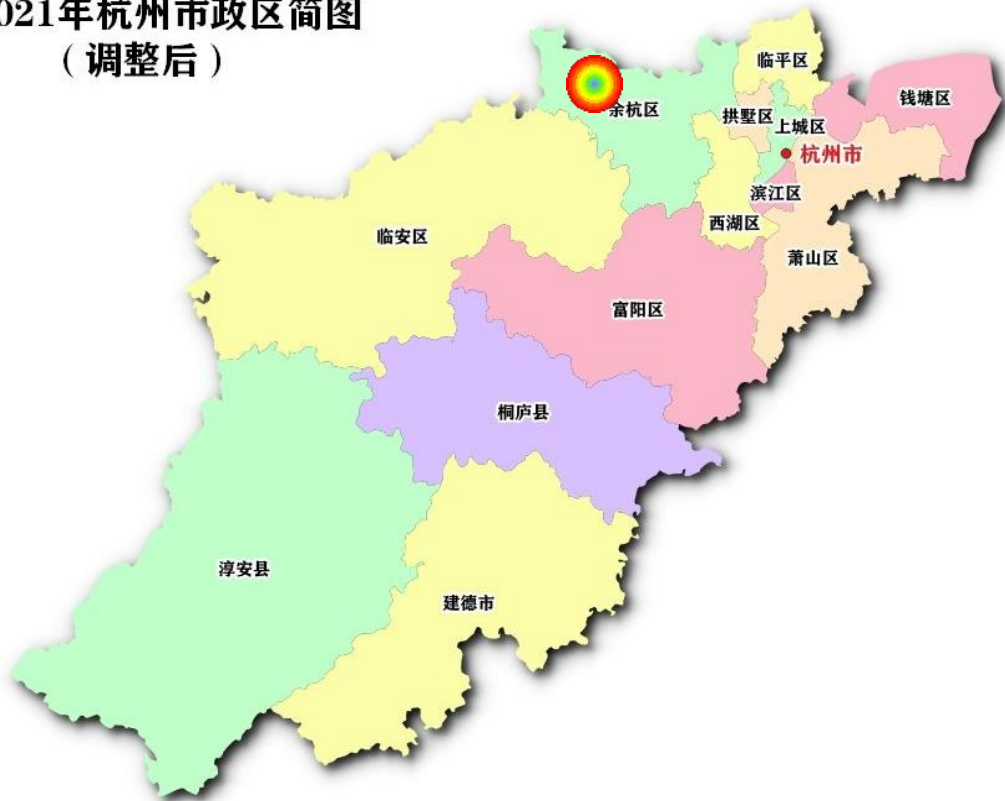 021年杭州市政区简图
（调整后）
临平区
钱塘区
余杭区
拱墅区
上城区
杭州市
滨江区
西湖区
临安区
萧山区
富阳区
桐庐县
淳安县
建德市